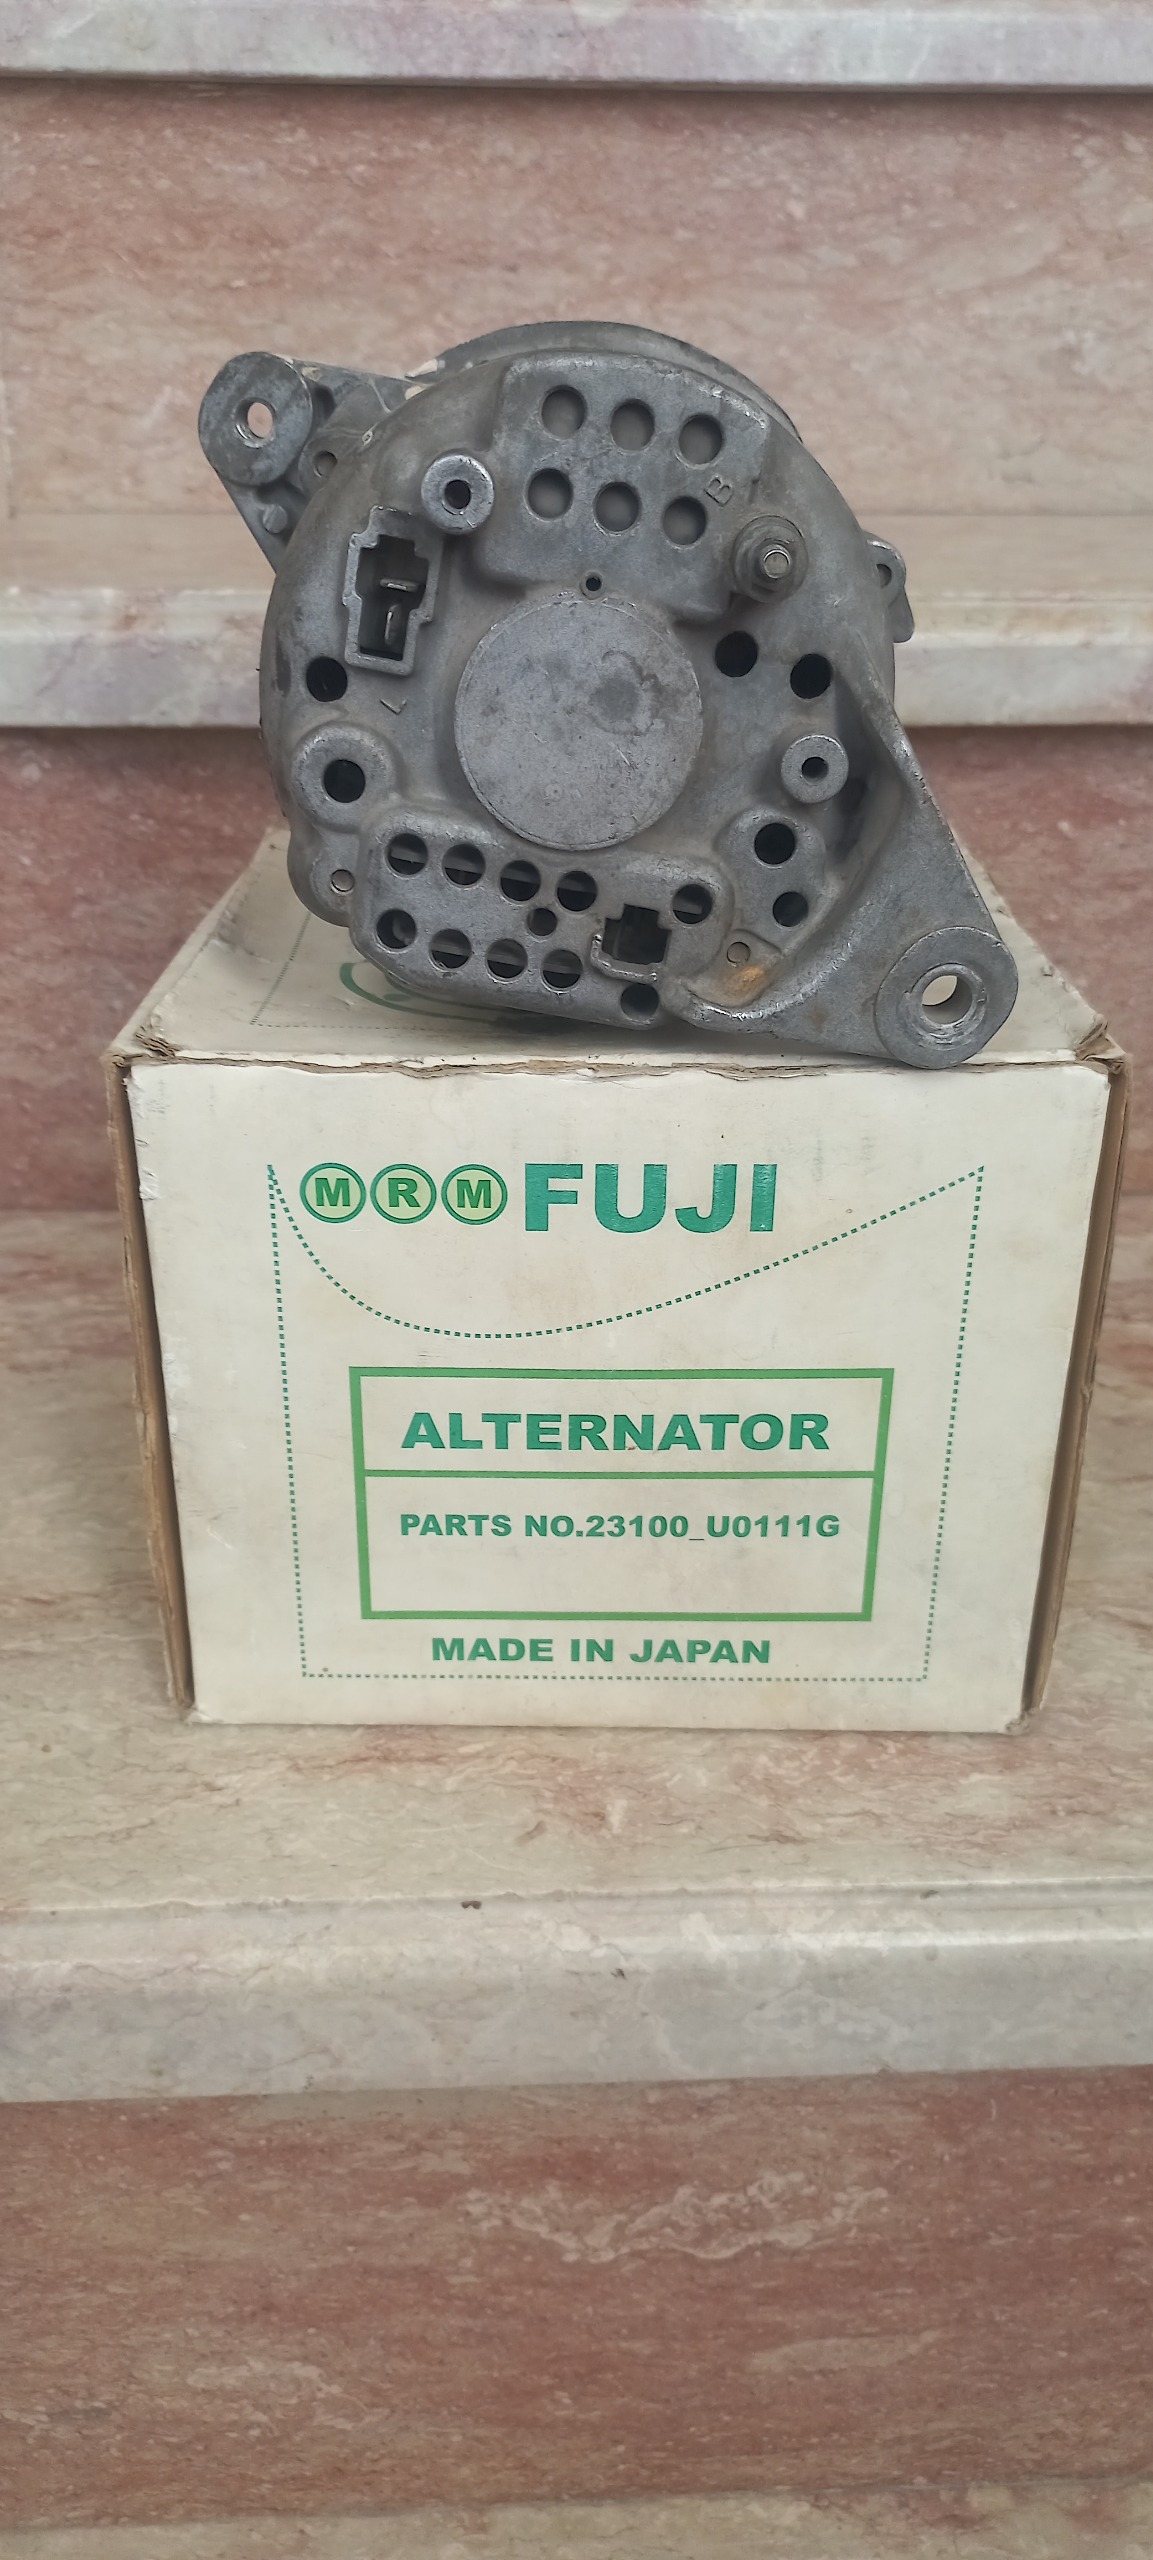 B
L
MRM FUJI
ALTERNATOR
PARTS NO.23100_U0111G
MADE IN JAPAN